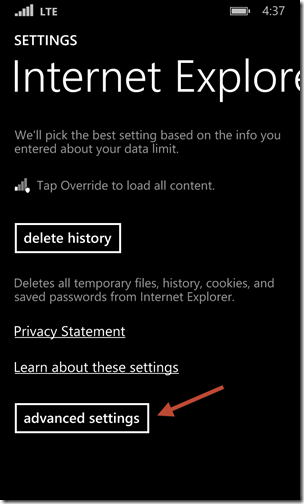 LTE 4:37
SETTINGS
Internet Explore
We'll pick the best setting based on the info you
entered about your data limit.
Tap Override to load all content.
delete history
Deletes all temporary files, history, cookies, and
saved passwords from Internet Explorer.
Privacy Statement
Learn about these settings
advanced settings